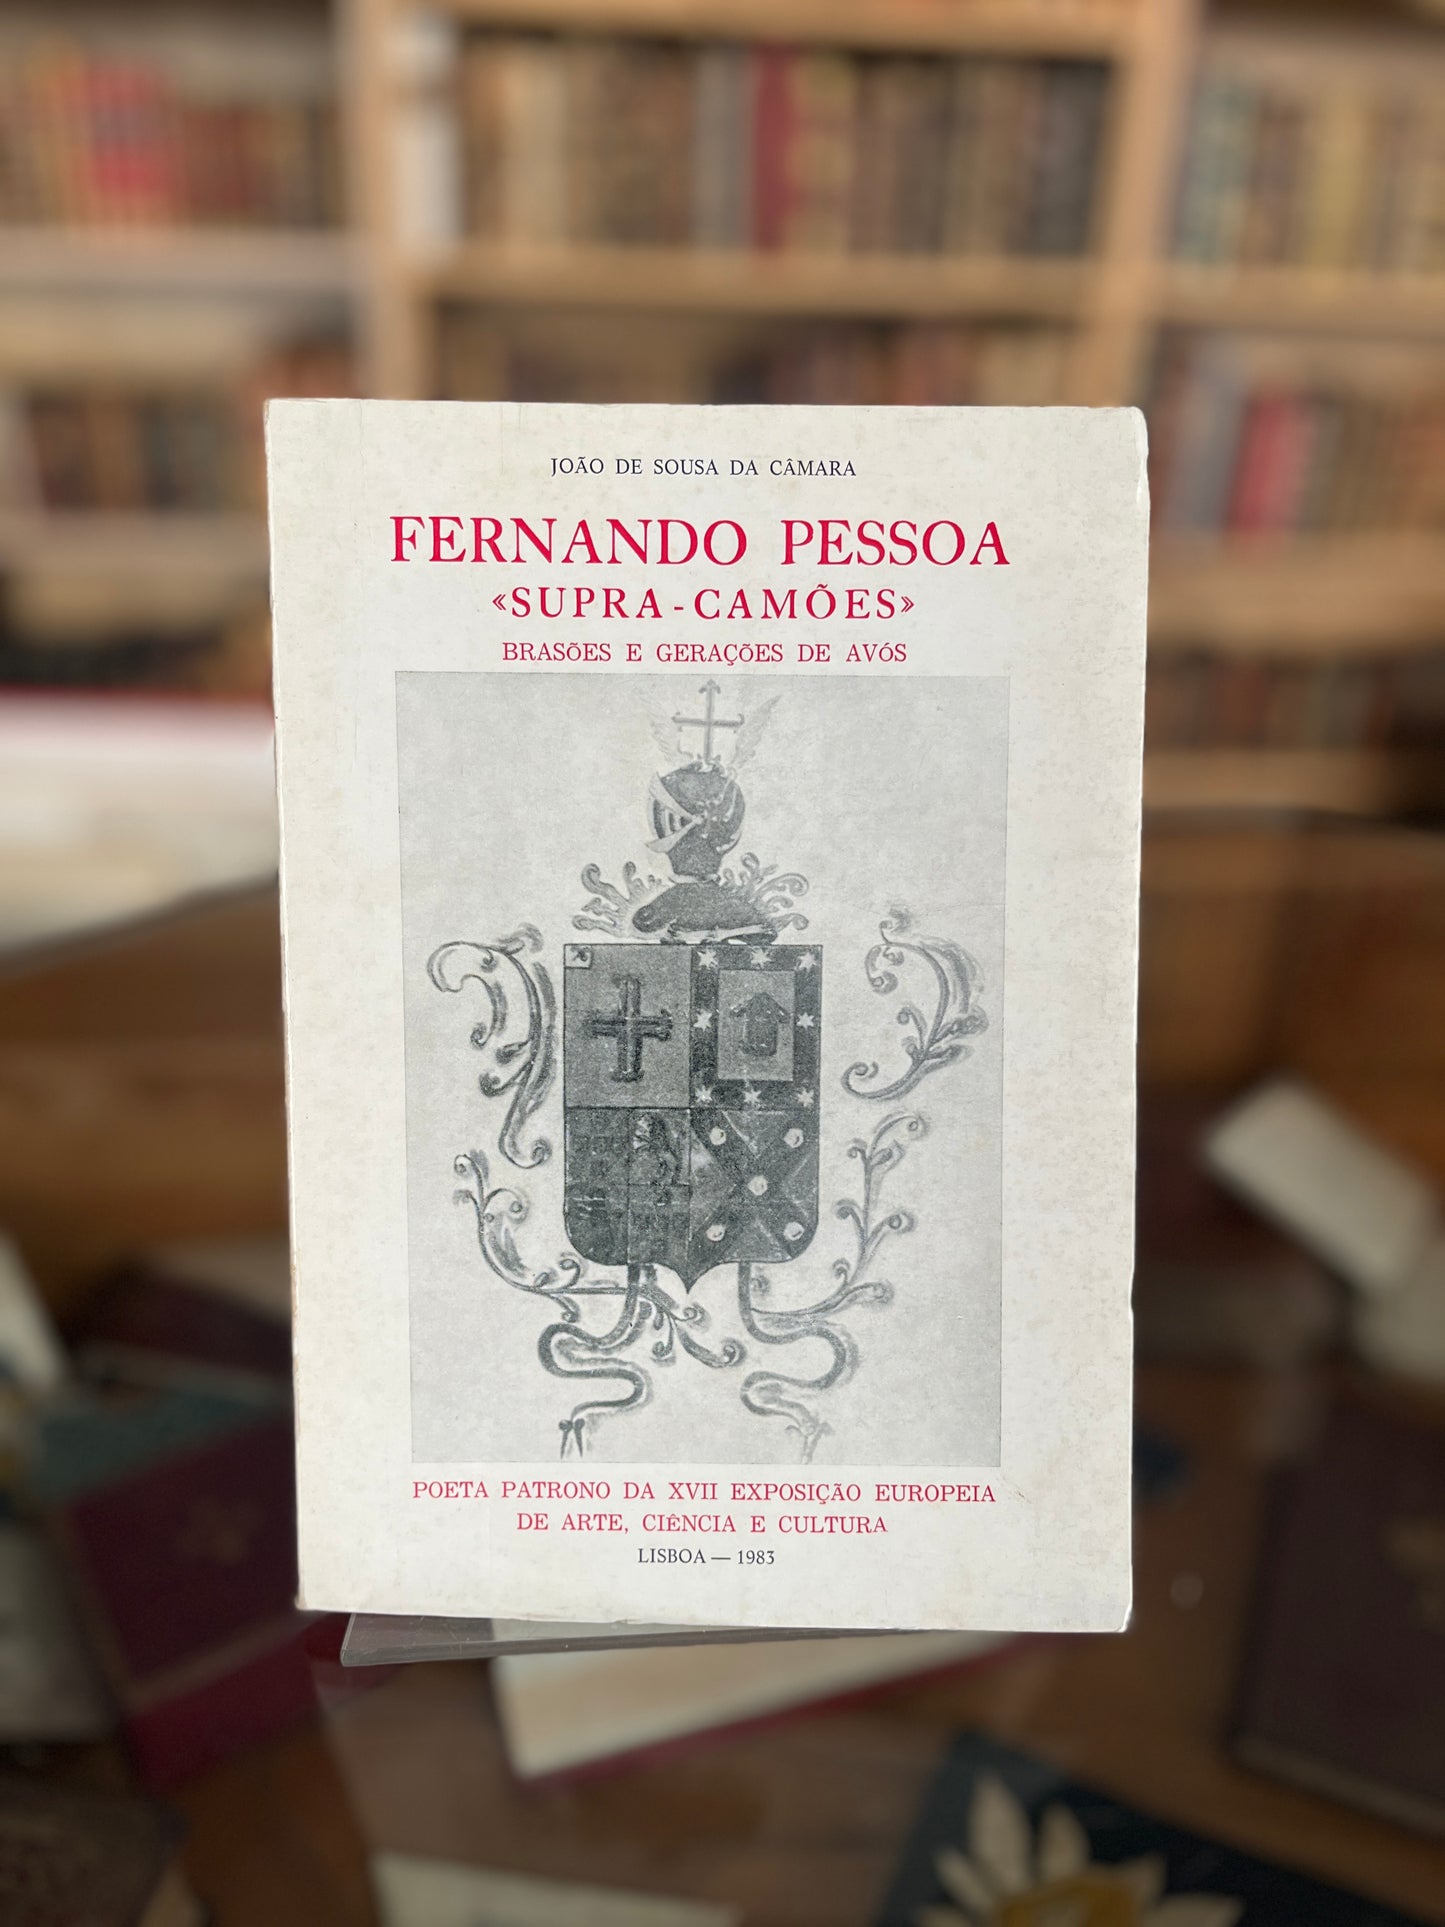 JOÃO DE SOUSA DA CÂMARA
FERNANDO PESSOA
«SUPRA-CAMÕES»
BRASÕES E GERAÇÕES DE AVÓS
POETA PATRONO DA XVII EXPOSIÇÃO EUROPEIA
DE ARTE, CIÊNCIA E CULTURA
LISBOA — 1983